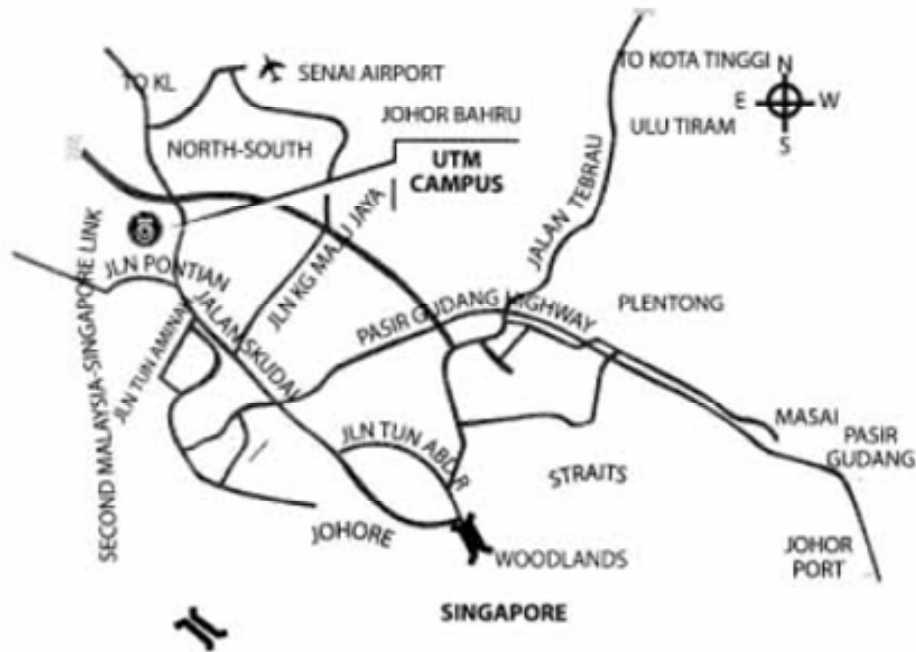 TO KL
SENAI AIRPORT
TO KOTA TINGGI
N
E
W
S
JOHOR BAHRU
ULU TIRAM
NORTH-SOUTH
UTM
CAMPUS
JALAN TEBRAU
JLN KG MAJU JAYA
SECOND MALAYSIA-SINGAPORE LINK
JLN PONTIAN
JLN TUN AMINAH
JALAN SKUDAI
PASIR GUDANG HIGHWAY
PLENTONG
MASAI
PASIR
GUDANG
JLN TUN ABD.R
STRAITS
JOHORE
WOODLANDS
JOHOR
PORT
SINGAPORE